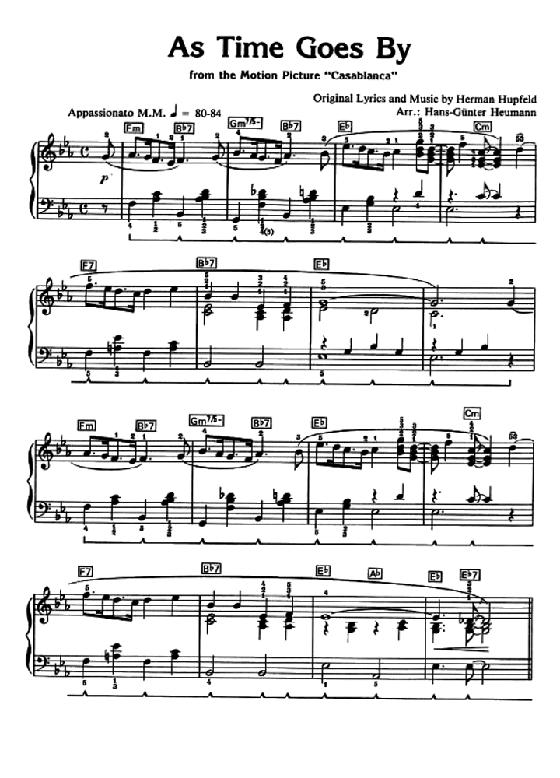 As Time Goes By
from the Motion Picture "Casablanca"
Original Lyrics and Music by Herman Hupfeld
Appassionato M.M. ♩ = 80-84
Arr.: Hans-Günter Heumann
Fm B♭7 Gm7/5- B♭7 E♭ Cm
p
F7 B♭7 E♭
Fm B♭7 Gm7/5- B♭7 E♭ Cm
F7 B♭7 E♭ A♭ E♭ E♭7